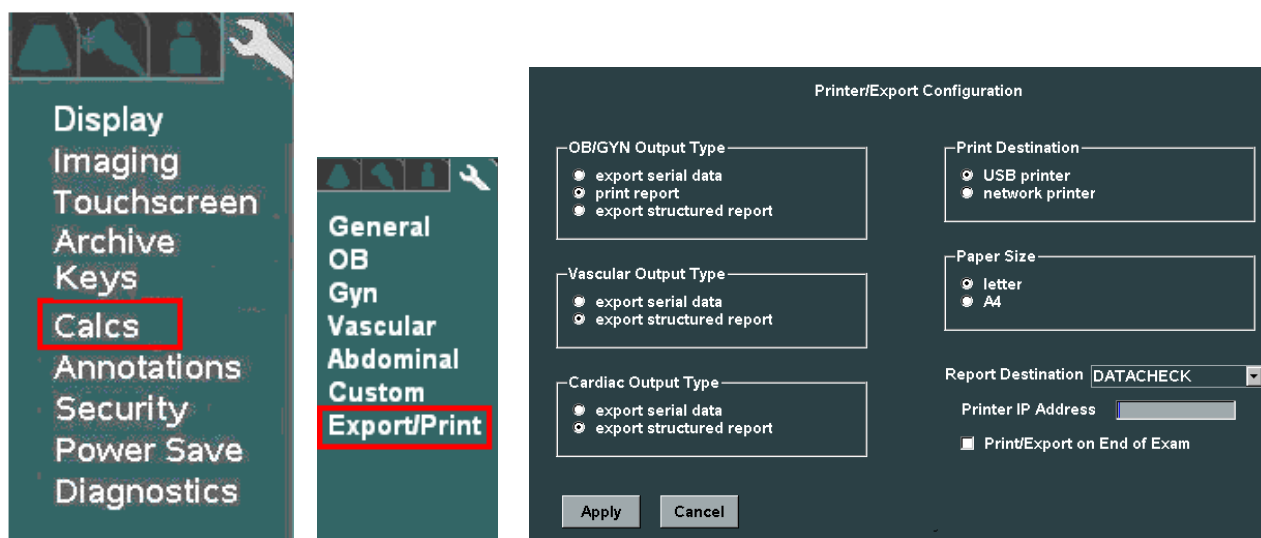 Display
Imaging
Touchscreen
Archive
Keys
Calcs
Annotations
Security
Power Save
Diagnostics
General
OB
Gyn
Vascular
Abdominal
Custom
Export/Print
Printer/Export Configuration
OB/GYN Output Type
export serial data
print report
export structured report
Vascular Output Type
export serial data
export structured report
Cardiac Output Type
export serial data
export structured report
Print Destination
USB printer
network printer
Paper Size
letter
A4
Report Destination DATACHECK
Printer IP Address
Print/Export on End of Exam
Apply Cancel